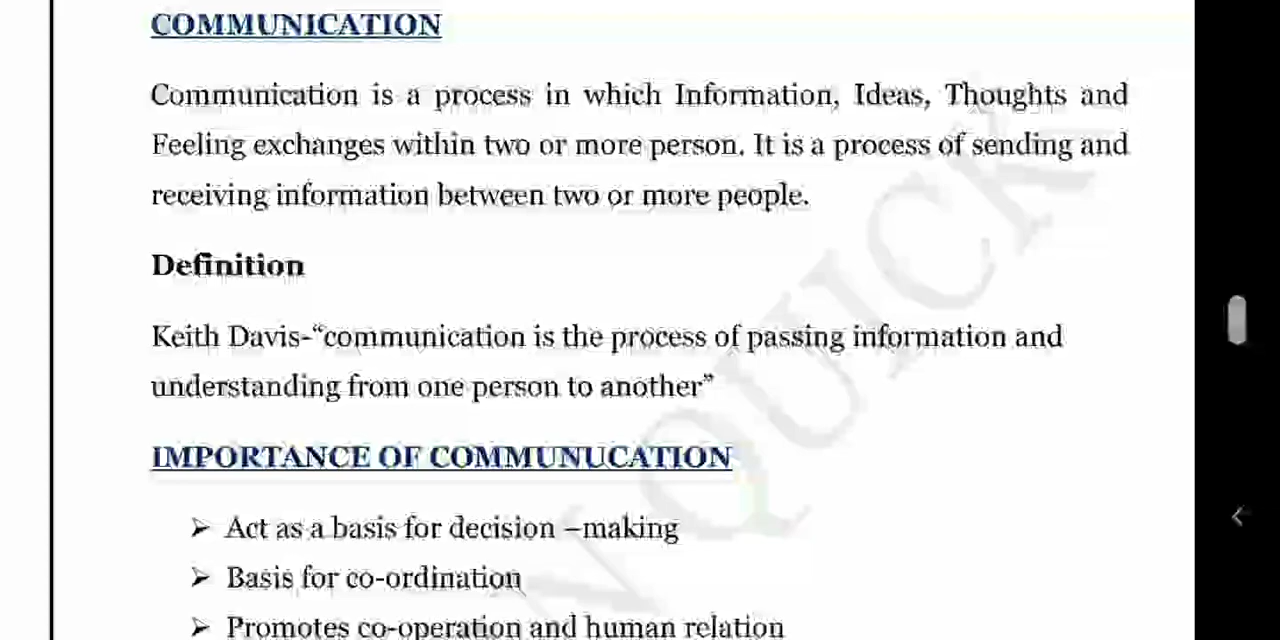 COMMUNICATION
Communication is a process in which Information, Ideas, Thoughts and
Feeling exchanges within two or more person. It is a process of sending and
receiving information between two or more people.
Definition
Keith Davis-“communication is the process of passing information and
understanding from one person to another”
IMPORTANCE OF COMMUNUCATION
➢ Act as a basis for decision –making
➢ Basis for co-ordination
➢ Promotes co-operation and human relation